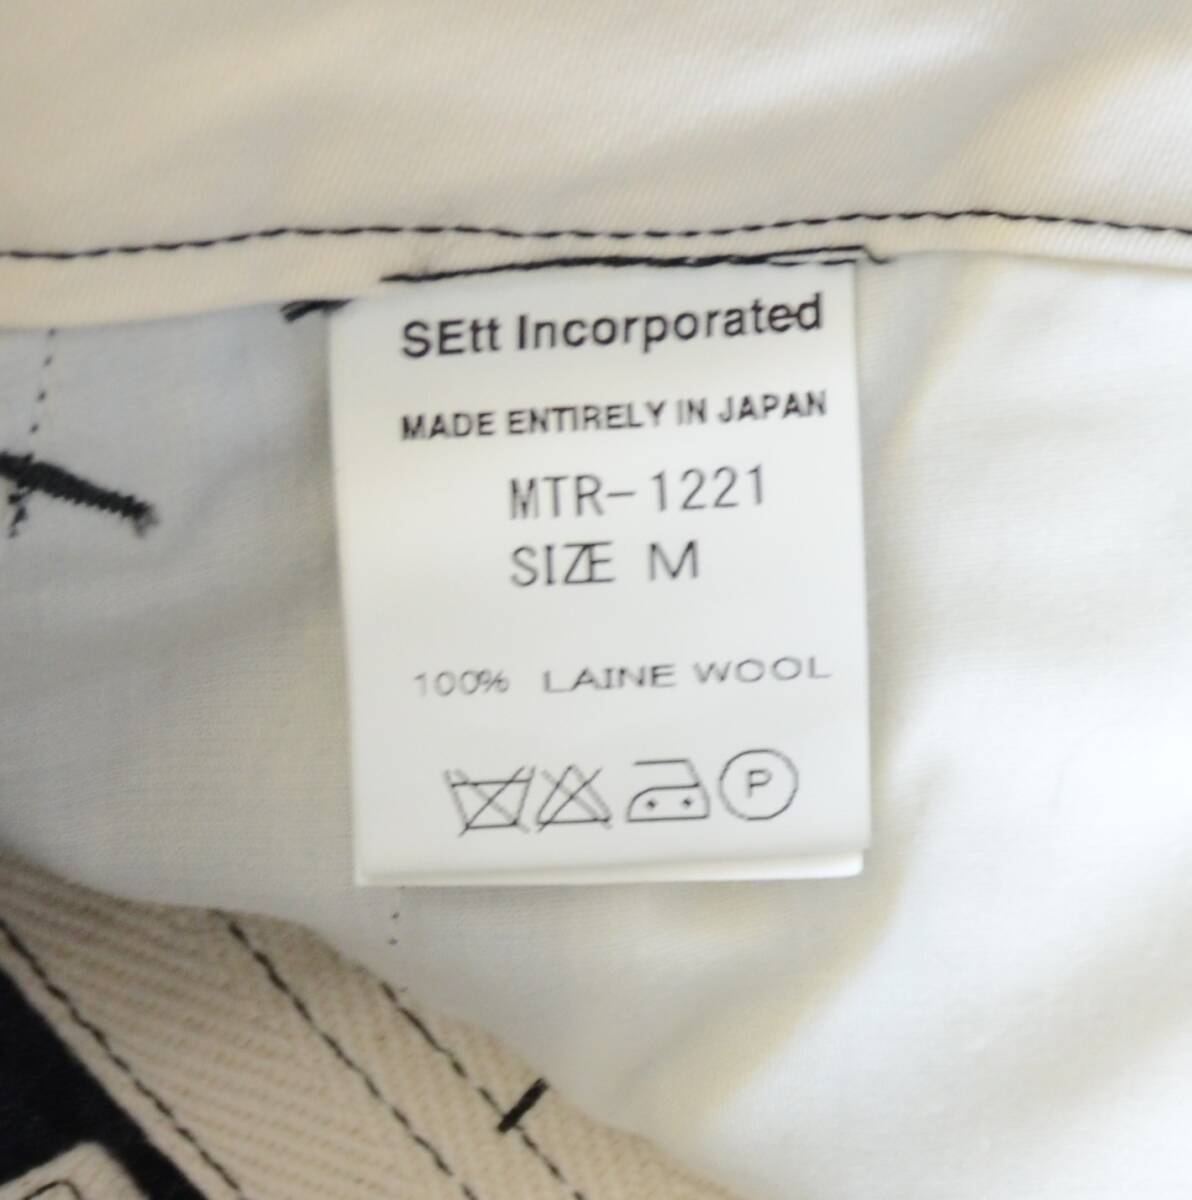 SEtt Incorporated
MADE ENTIRELY IN JAPAN
MTR-1221
SIZE M
100% LAINE WOOL
P